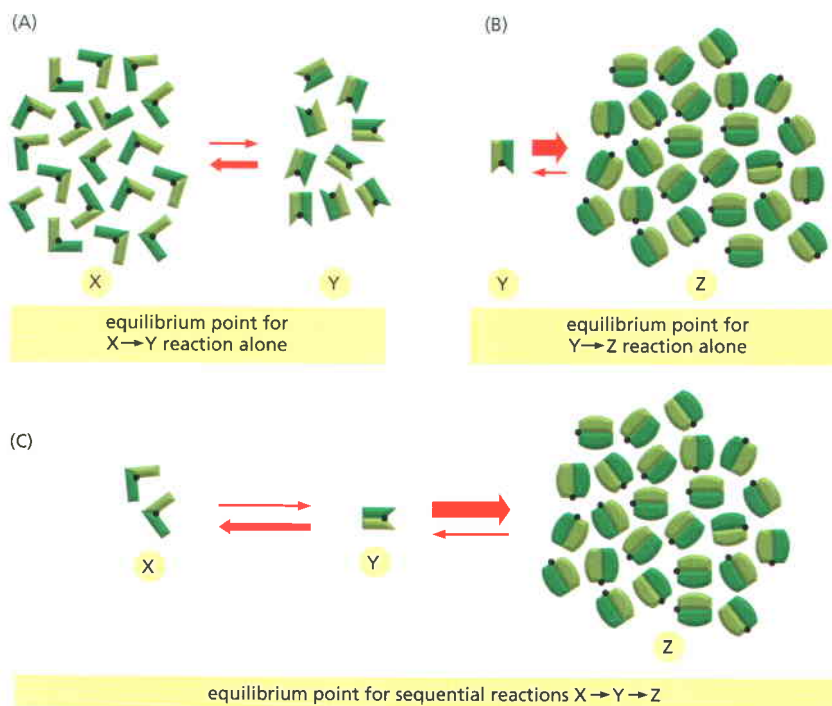 (A)
X
Y
equilibrium point for
X→Y reaction alone
(B)
Y
Z
equilibrium point for
Y→Z reaction alone
(C)
X
Y
Z
equilibrium point for sequential reactions X→Y→Z